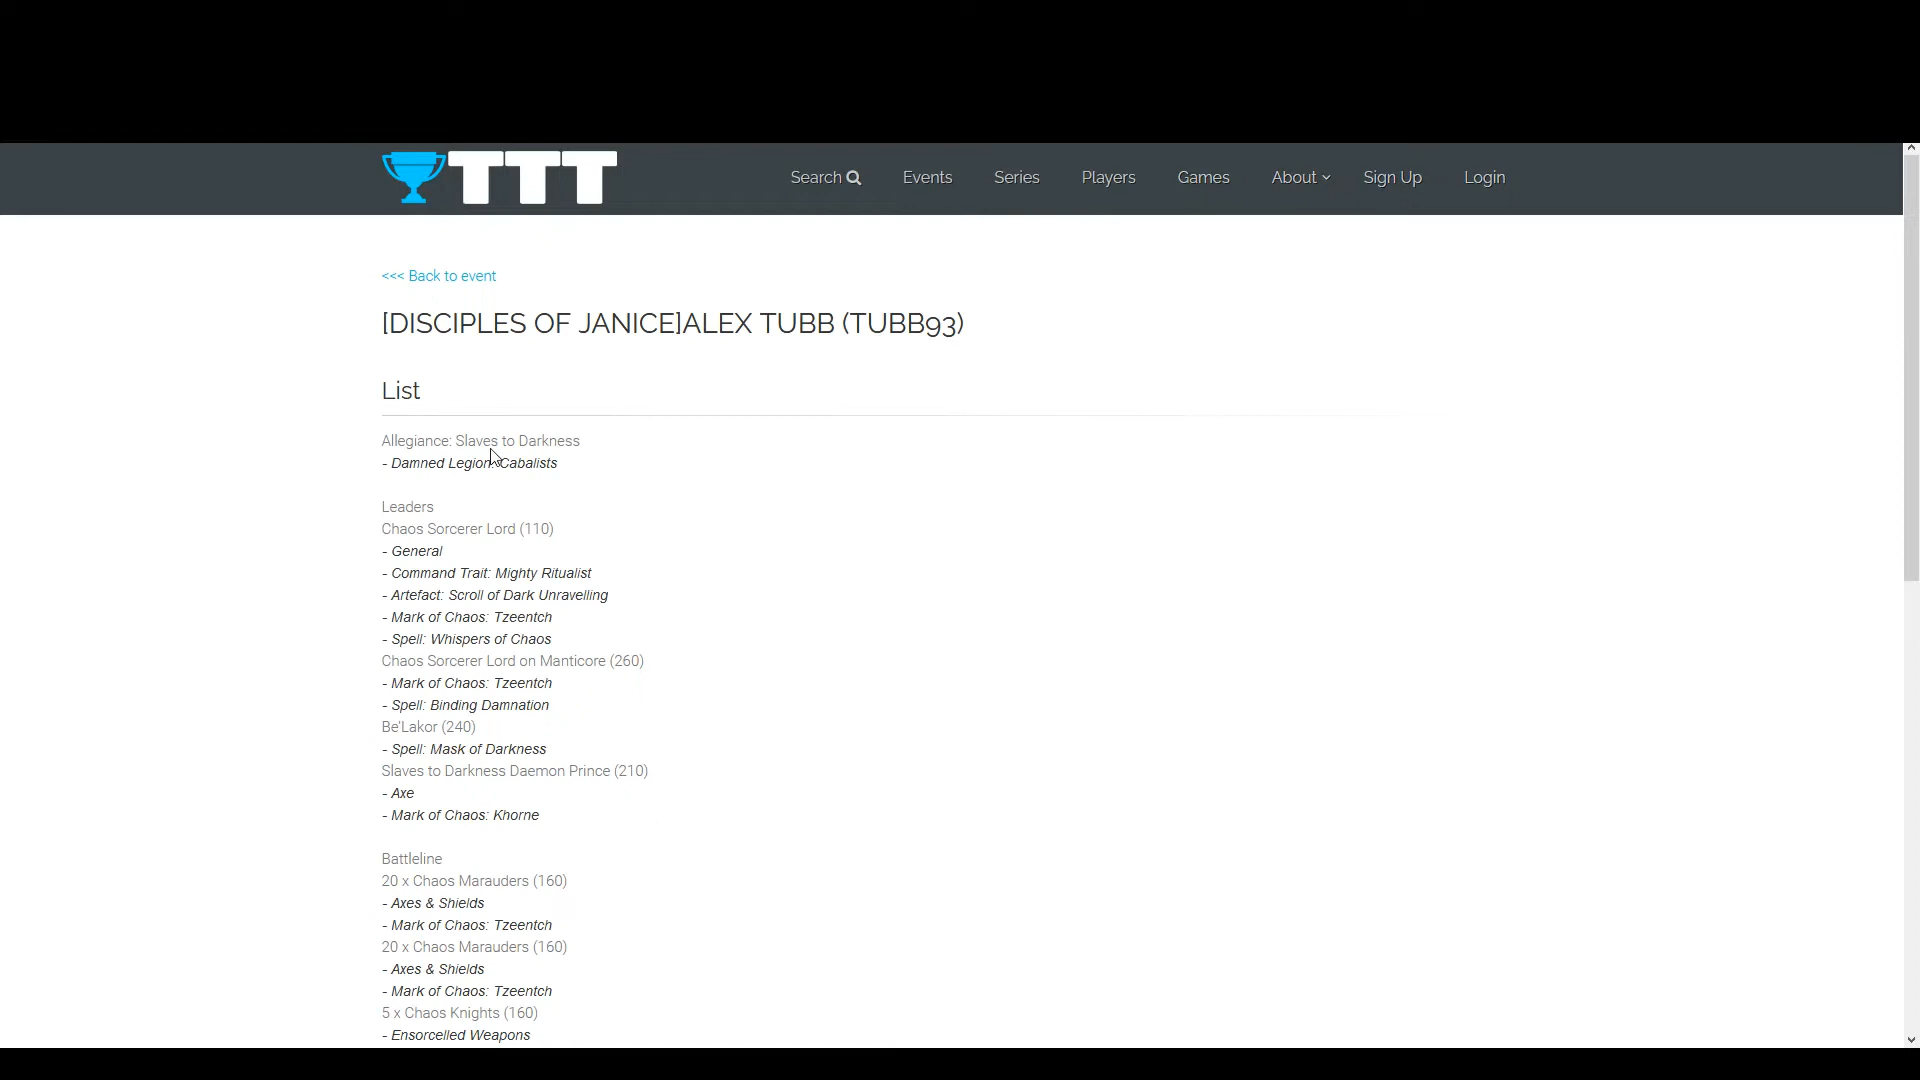 TTT
Search Events Series Players Games About Sign Up Login
<<< Back to event
[DISCIPLES OF JANICE]ALEX TUBB (TUBB93)
List
Allegiance: Slaves to Darkness
- Damned Legion: Cabalists
Leaders
Chaos Sorcerer Lord (110)
- General
- Command Trait: Mighty Ritualist
- Artefact: Scroll of Dark Unravelling
- Mark of Chaos: Tzeentch
- Spell: Whispers of Chaos
Chaos Sorcerer Lord on Manticore (260)
- Mark of Chaos: Tzeentch
- Spell: Binding Damnation
Be'Lakor (240)
- Spell: Mask of Darkness
Slaves to Darkness Daemon Prince (210)
- Axe
- Mark of Chaos: Khorne
Battleline
20 x Chaos Marauders (160)
- Axes & Shields
- Mark of Chaos: Tzeentch
20 x Chaos Marauders (160)
- Axes & Shields
- Mark of Chaos: Tzeentch
5 x Chaos Knights (160)
- Ensorcelled Weapons